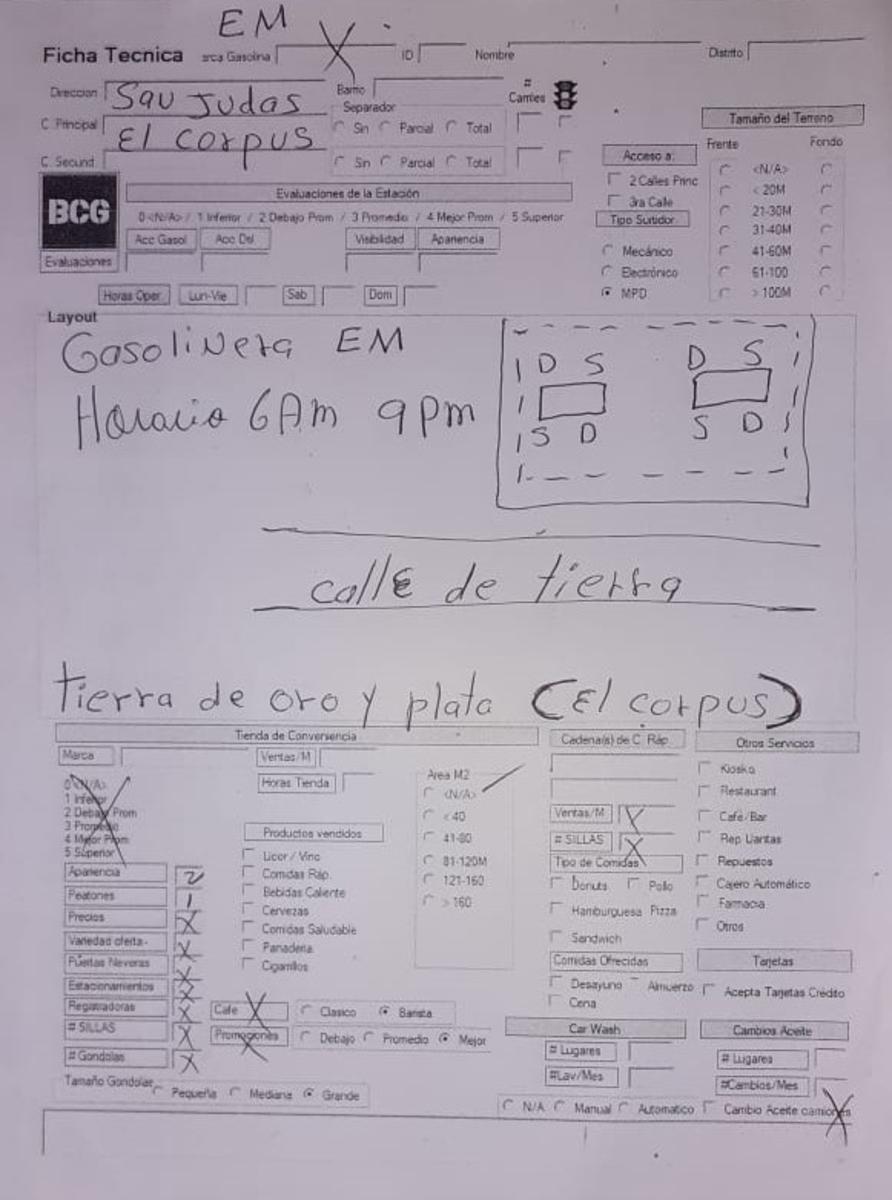 EM
Ficha Tecnica arca Gasolina X ID Nombre Distrito
Direccion San Judas Barrio # Carriles
C. Principal El corpus Separador Sin Parcial Total
C. Secund Sin Parcial Total
Tamaño del Terreno
Frente Fondo
<N/A>
< 20M
21-30M
31-40M
41-60M
61-100
> 100M
Acceso a:
2 Calles Princ
3ra Calle
Tipo Surtidor
Mecánico
Electrónico
MPD
BCG
Evaluaciones de la Estación
0 <N/A> / 1 Inferior / 2 Debajo Prom / 3 Promedio / 4 Mejor Prom / 5 Superior
Acc Gasol Acc Del Visibilidad Apariencia
Evaluaciones
Horas Oper. Lun-Vie Sab Dom
Layout
Gasolinera EM
Horario 6Am 9pm
D S D S
S D S D
calle de tierra
tierra de oro y plata (El corpus)
Tienda de Conversencia
Marca Ventas/M
Horas Tienda
0 <N/A>
1 Inferior
2 Debajo Prom
3 Promedio
4 Mejor Prom
5 Superior
Apariencia 2
Peatones 1
Precios X
Variedad oferta- X
Puertas Neveras X
Estacionamientos X
Registradoras X
# SILLAS X
# Gondolas X
Tamaño Gondolas Pequeña Mediana Grande
Productos vendidos
Licor / Vino
Comidas Ráp.
Bebidas Caliente
Cervezas
Comidas Saludable
Panaderia
Cigarrillos
Cafe X Clasico Barista
Promociones X Debajo Promedio Mejor
Area M2
<N/A>
< 40
41-80
81-120M
121-160
> 160
Cadena(s) de C. Ráp.
Ventas/M X
# SILLAS X
Tipo de Comidas
Donuts Pollo
Hamburguesa Pizza
Sandwich
Comidas Ofrecidas
Desayuno Almuerzo
Cena
Otros Servicios
Kiosko
Restaurant
Café/Bar
Rep Llantas
Repuestos
Cajero Automático
Farmacia
Otros
Tarjetas
Acepta Tarjetas Crédito
Car Wash
# Lugares
#Lav/Mes
N/A Manual Automatico
Cambios Aceite
# Lugares
#Cambios/Mes
Cambio Aceite camiones X